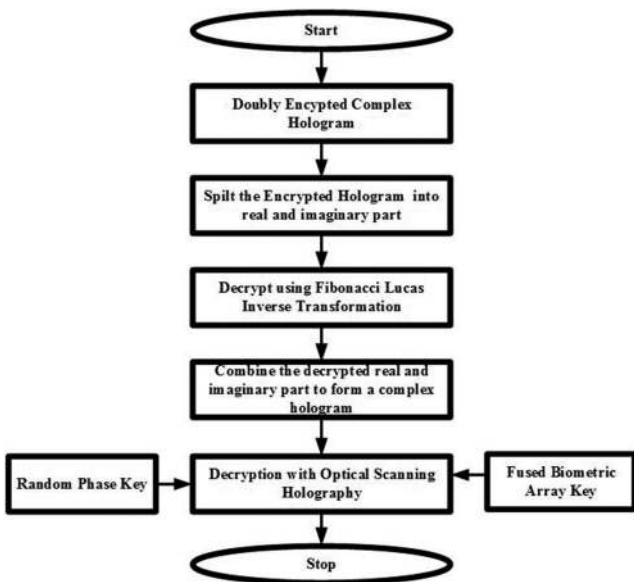 Start
Doubly Encypted Complex
Hologram
Spilt the Encrypted Hologram into
real and imaginary part
Decrypt using Fibonacci Lucas
Inverse Transformation
Combine the decrypted real and
imaginary part to form a complex
hologram
Random Phase Key
Decryption with Optical Scanning
Holography
Fused Biometric
Array Key
Stop